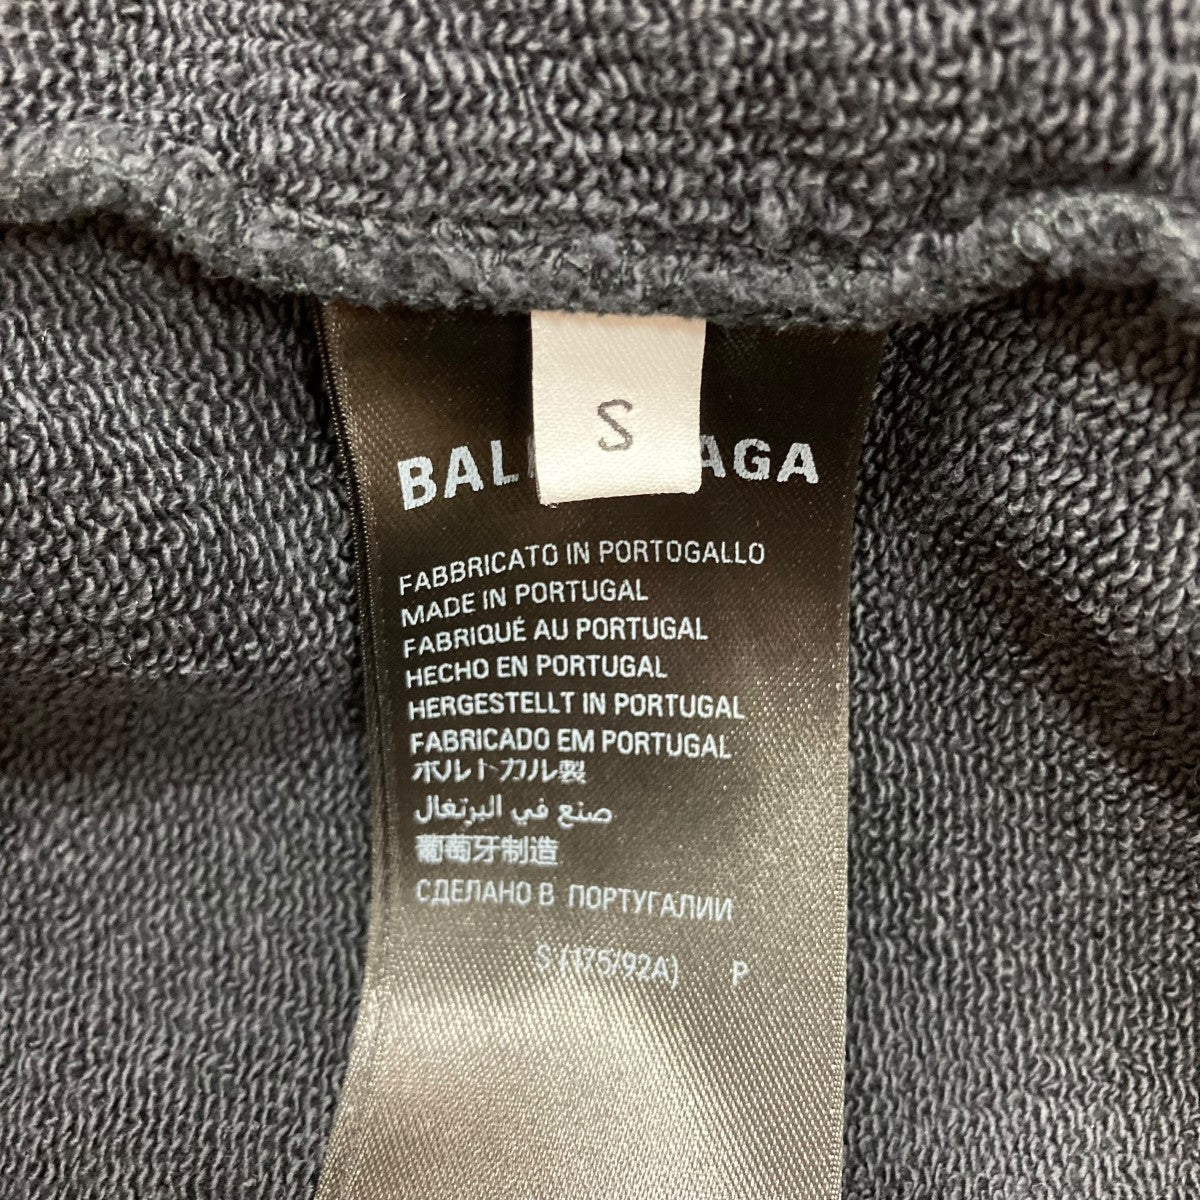 S
BAL AGA
FABBRICATO IN PORTOGALLO
MADE IN PORTUGAL
FABRIQUÉ AU PORTUGAL
HECHO EN PORTUGAL
HERGESTELLT IN PORTUGAL
FABRICADO EM PORTUGAL
ポルトガル製
صنع في البرتغال
葡萄牙制造
СДЕЛАНО В ПОРТУГАЛИИ
S (175/92A) P